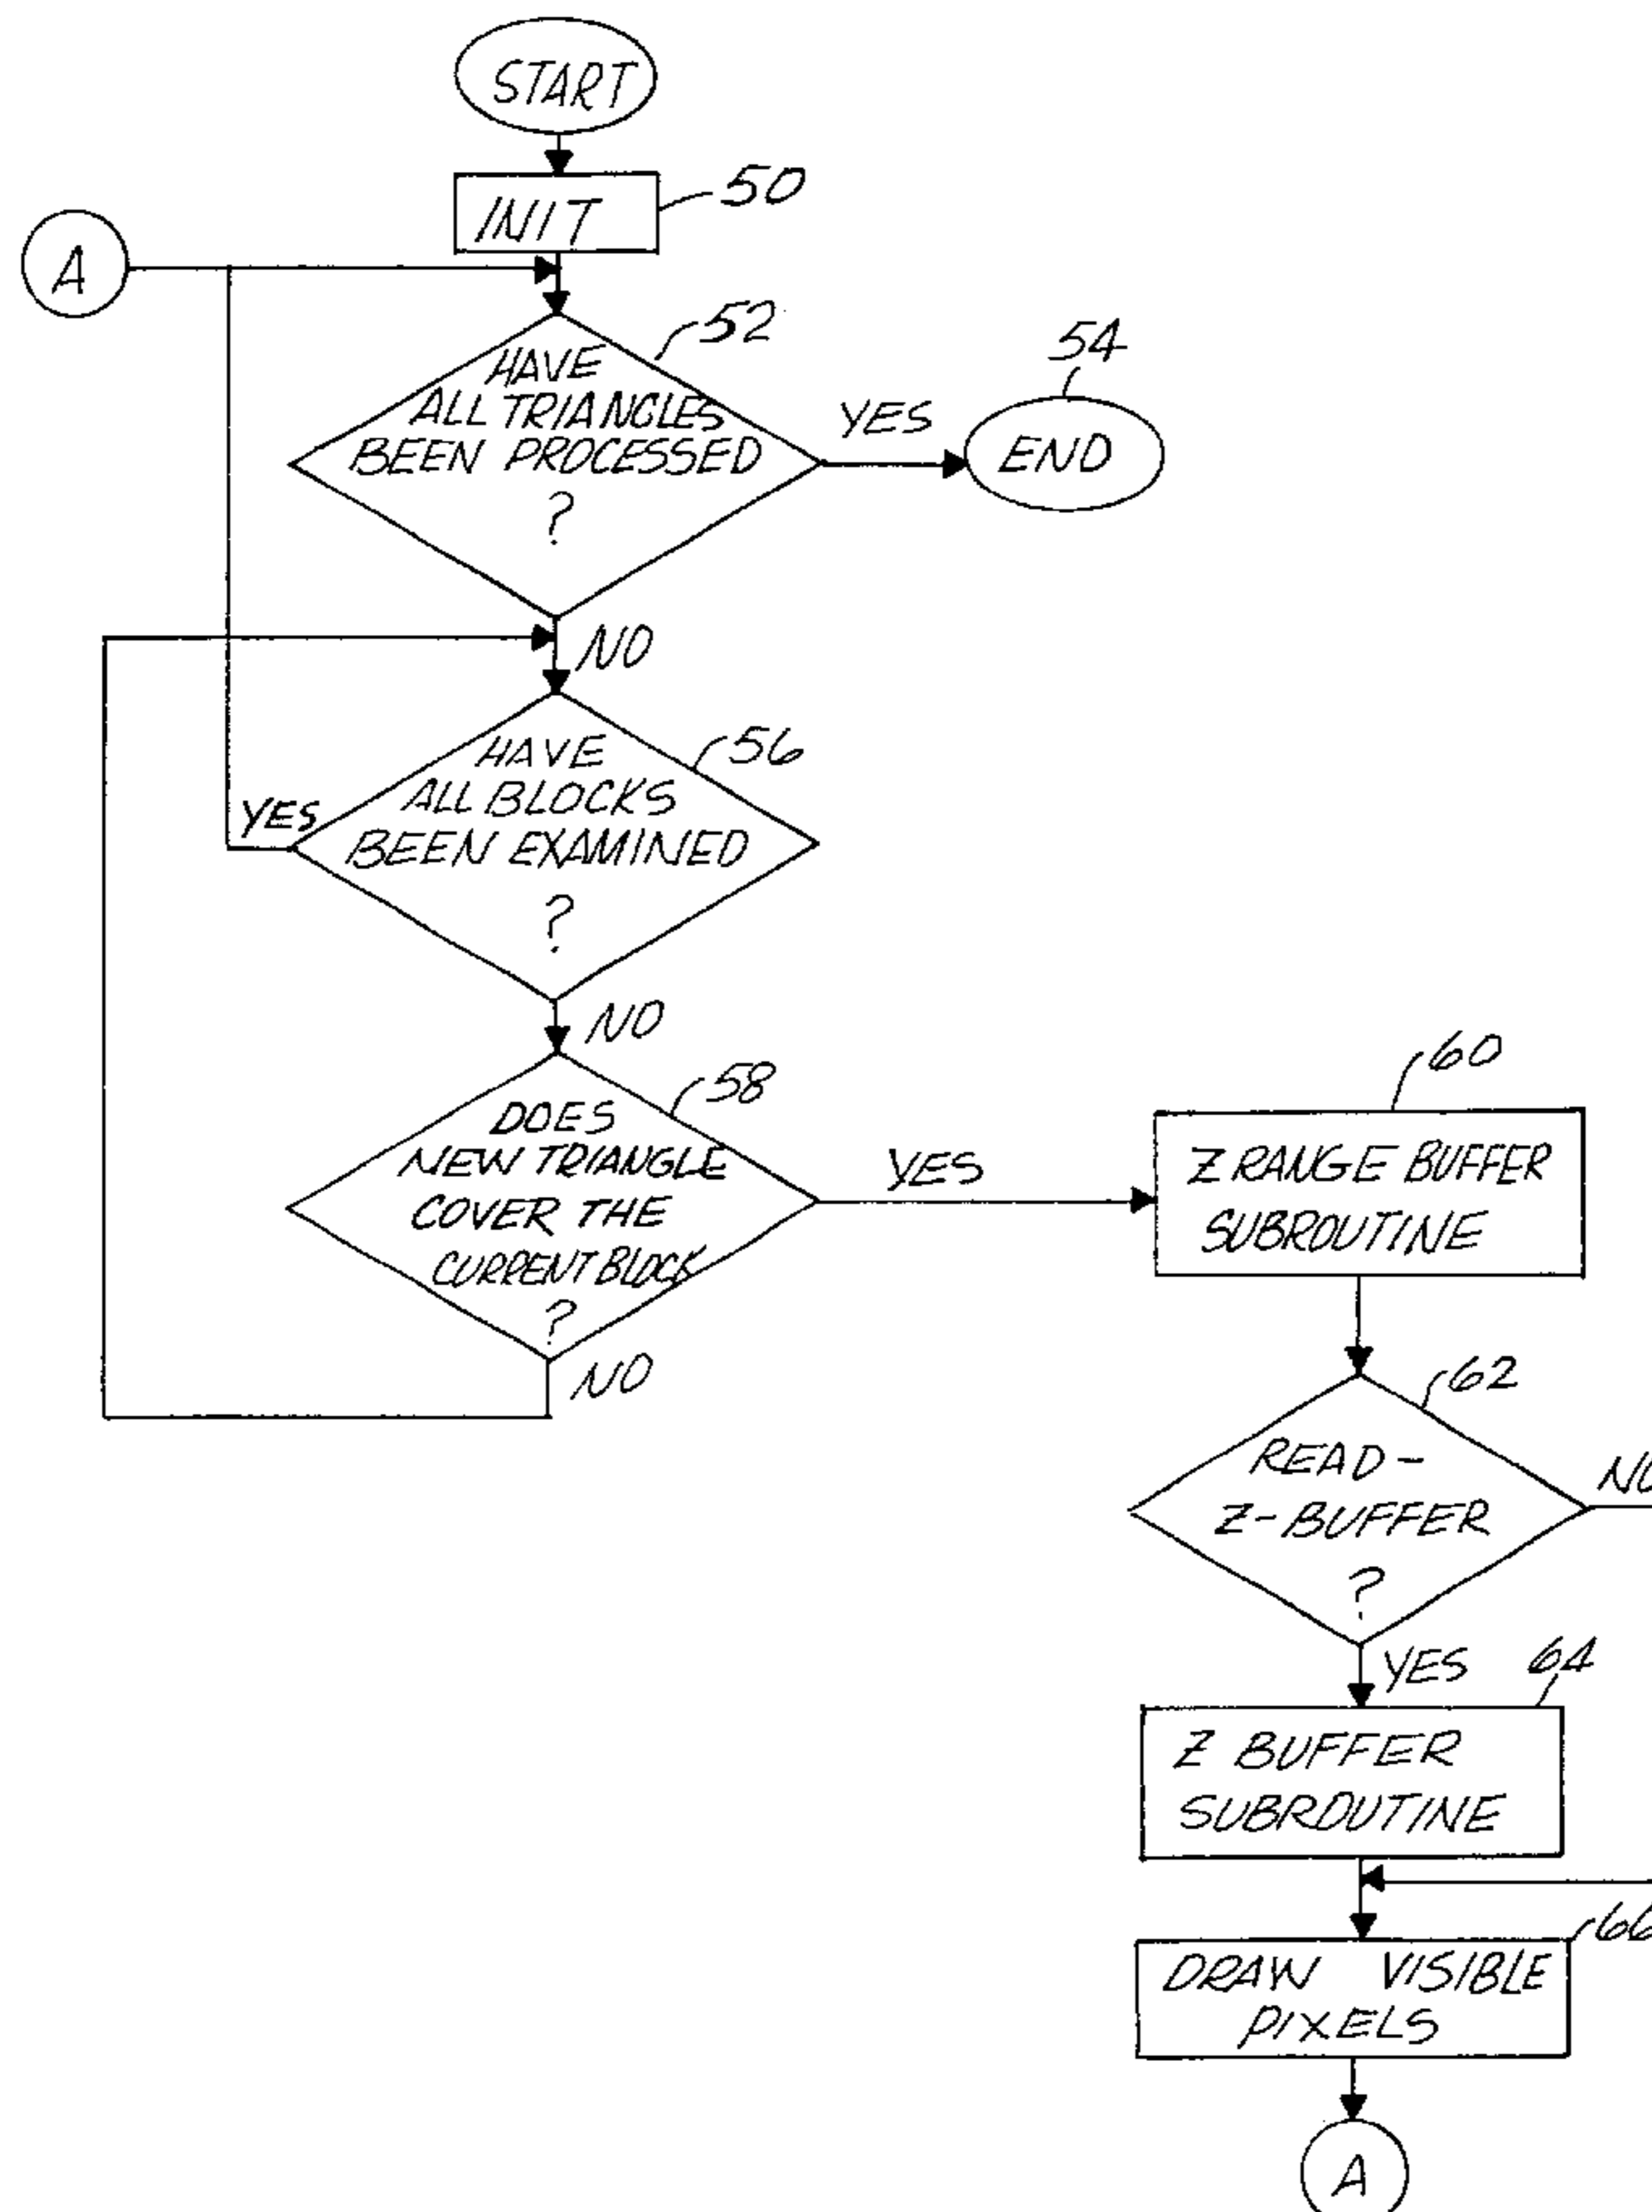 START
50
INIT
A
52
HAVE
ALL TRIANGLES
BEEN PROCESSED
?
YES
54
END
NO
56
HAVE
ALL BLOCKS
BEEN EXAMINED
?
YES
NO
58
DOES
NEW TRIANGLE
COVER THE
CURRENT BLOCK
?
YES
NO
60
Z RANGE BUFFER
SUBROUTINE
62
READ-
Z-BUFFER
?
NO
YES
64
Z BUFFER
SUBROUTINE
66
DRAW VISIBLE
PIXELS
A